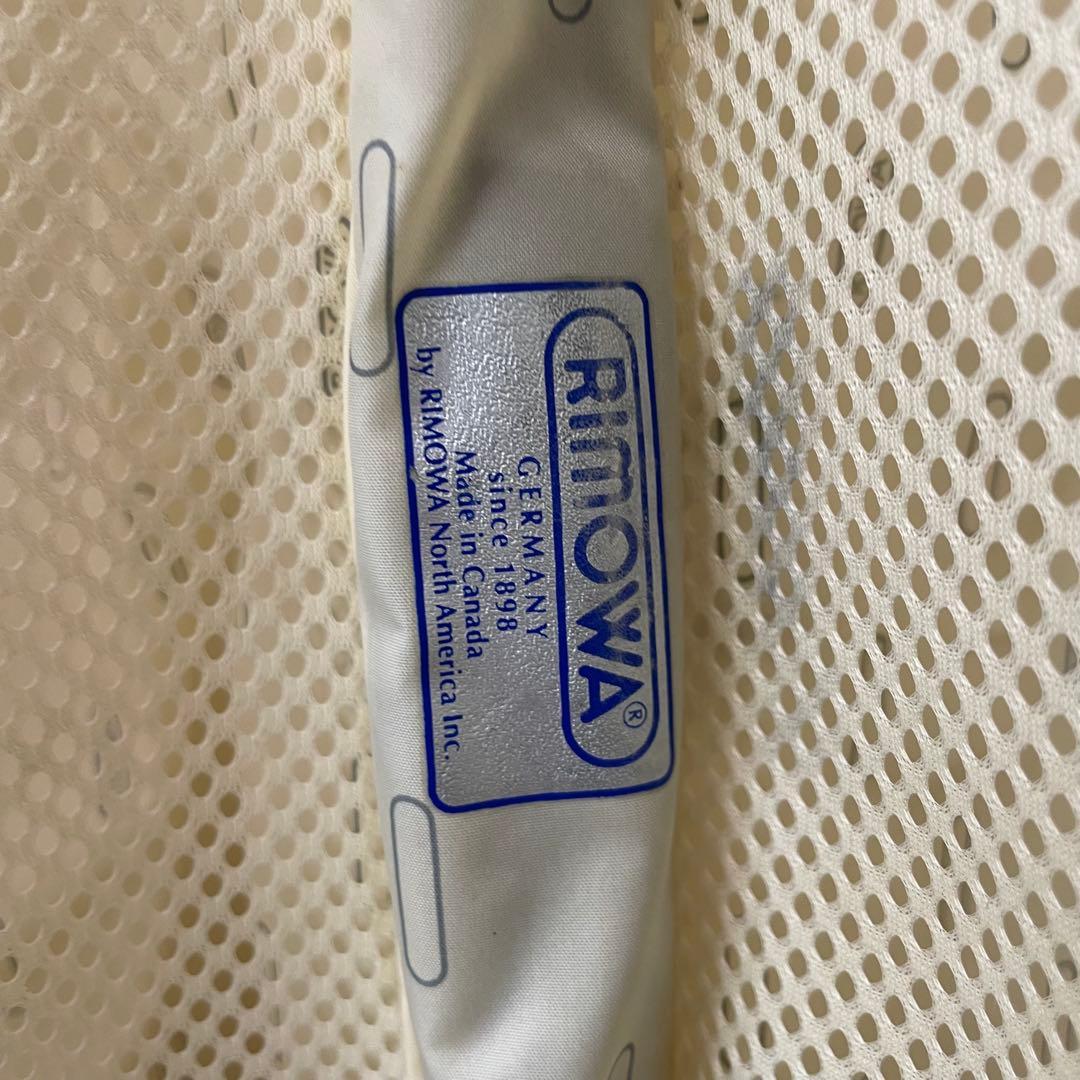 RIMOWA®
GERMANY
since 1898
Made in Canada
by RIMOWA North America Inc.